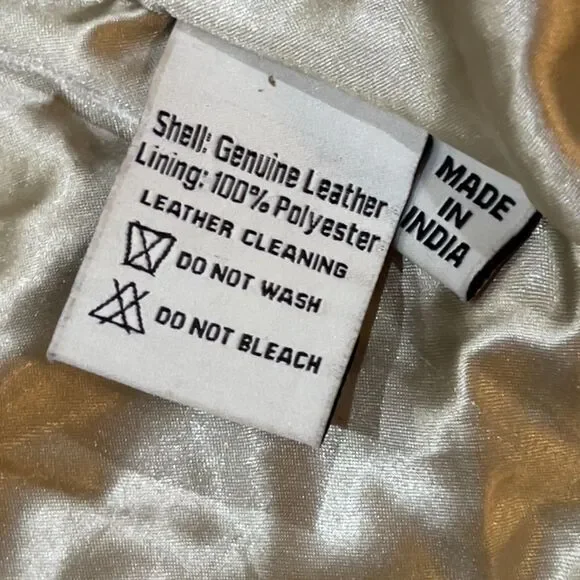 Shell: Genuine Leather
Lining: 100% Polyester
LEATHER CLEANING
DO NOT WASH
DO NOT BLEACH
MADE
IN
INDIA